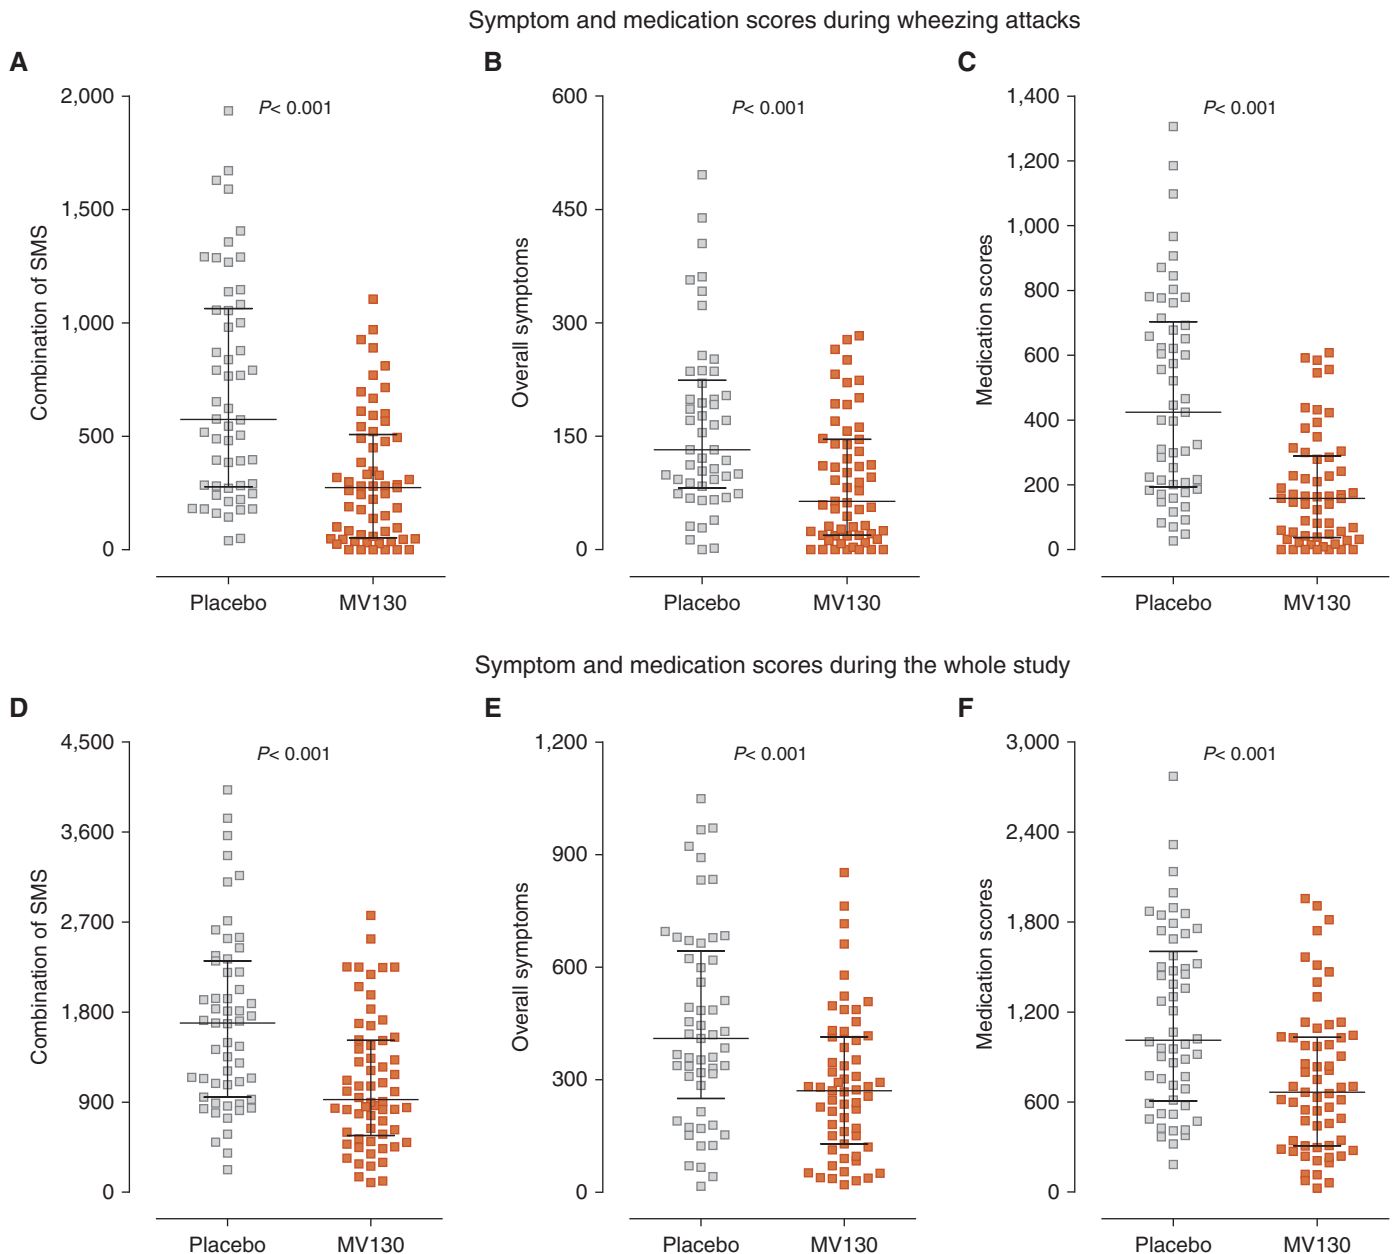 Symptom and medication scores during wheezing attacks
A
B
C
Combination of SMS
2,000
1,500
1,000
500
0
P< 0.001
Placebo
MV130
Overall symptoms
600
450
300
150
0
P< 0.001
Placebo
MV130
Medication scores
1,400
1,200
1,000
800
600
400
200
0
P< 0.001
Placebo
MV130
Symptom and medication scores during the whole study
D
E
F
Combination of SMS
4,500
3,600
2,700
1,800
900
0
P< 0.001
Placebo
MV130
Overall symptoms
1,200
900
600
300
0
P< 0.001
Placebo
MV130
Medication scores
3,000
2,400
1,800
1,200
600
0
P< 0.001
Placebo
MV130